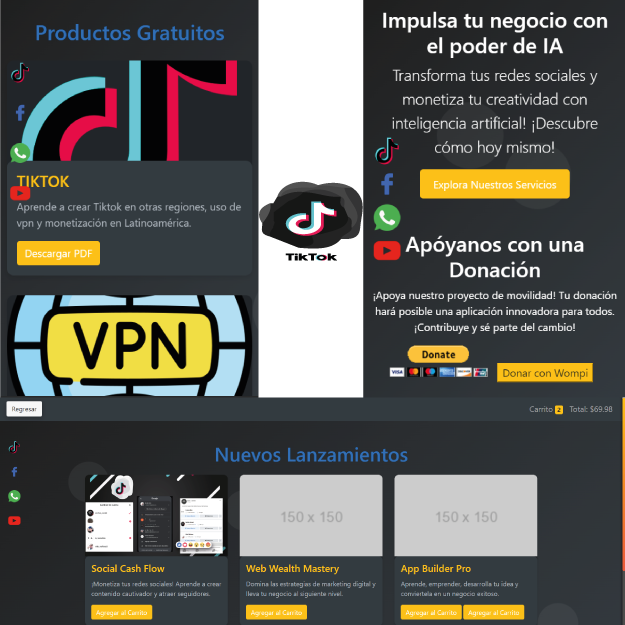 Productos Gratuitos
TIKTOK
Aprende a crear Tiktok en otras regiones, uso de
vpn y monetización en Latinoamérica.
Descargar PDF
VPN
TikTok
Impulsa tu negocio con
el poder de IA
Transforma tus redes sociales y
monetiza tu creatividad con
inteligencia artificial! ¡Descubre
cómo hoy mismo!
Explora Nuestros Servicios
Apóyanos con una
Donación
¡Apoya nuestro proyecto de movilidad! Tu donación
hará posible una aplicación innovadora para todos.
¡Contribuye y sé parte del cambio!
Donate
VISA
Donar con Wompi
Regresar
Carrito 2 Total: $69.98
Nuevos Lanzamientos
150 x 150
150 x 150
Social Cash Flow
¡Monetiza tus redes sociales! Aprende a crear
contenido cautivador y atraer seguidores.
Agregar al Carrito
Web Wealth Mastery
Domina las estrategias de marketing digital y
lleva tu negocio al siguiente nivel.
Agregar al Carrito
App Builder Pro
Aprende, emprender, desarrolla tu idea y
conviertela en un negocio exitoso.
Agregar al Carrito Agregar al Carrito